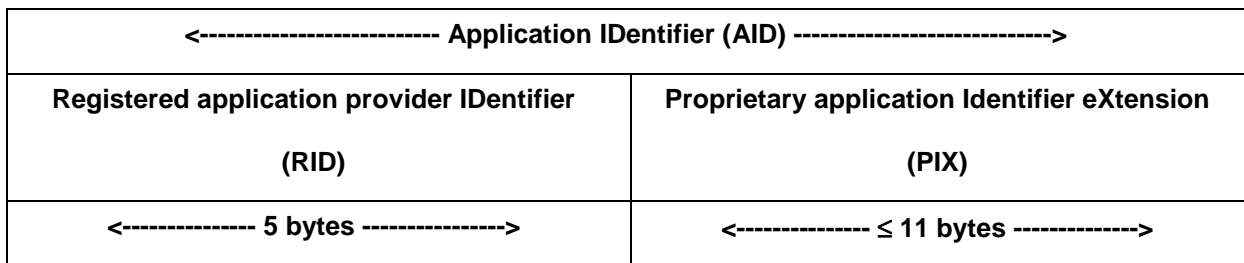 <--------------------------- Application IDentifier (AID) ---------------------------->
Registered application provider IDentifier
(RID)
Proprietary application Identifier eXtension
(PIX)
<--------------- 5 bytes ---------------->
<--------------- ≤ 11 bytes -------------->